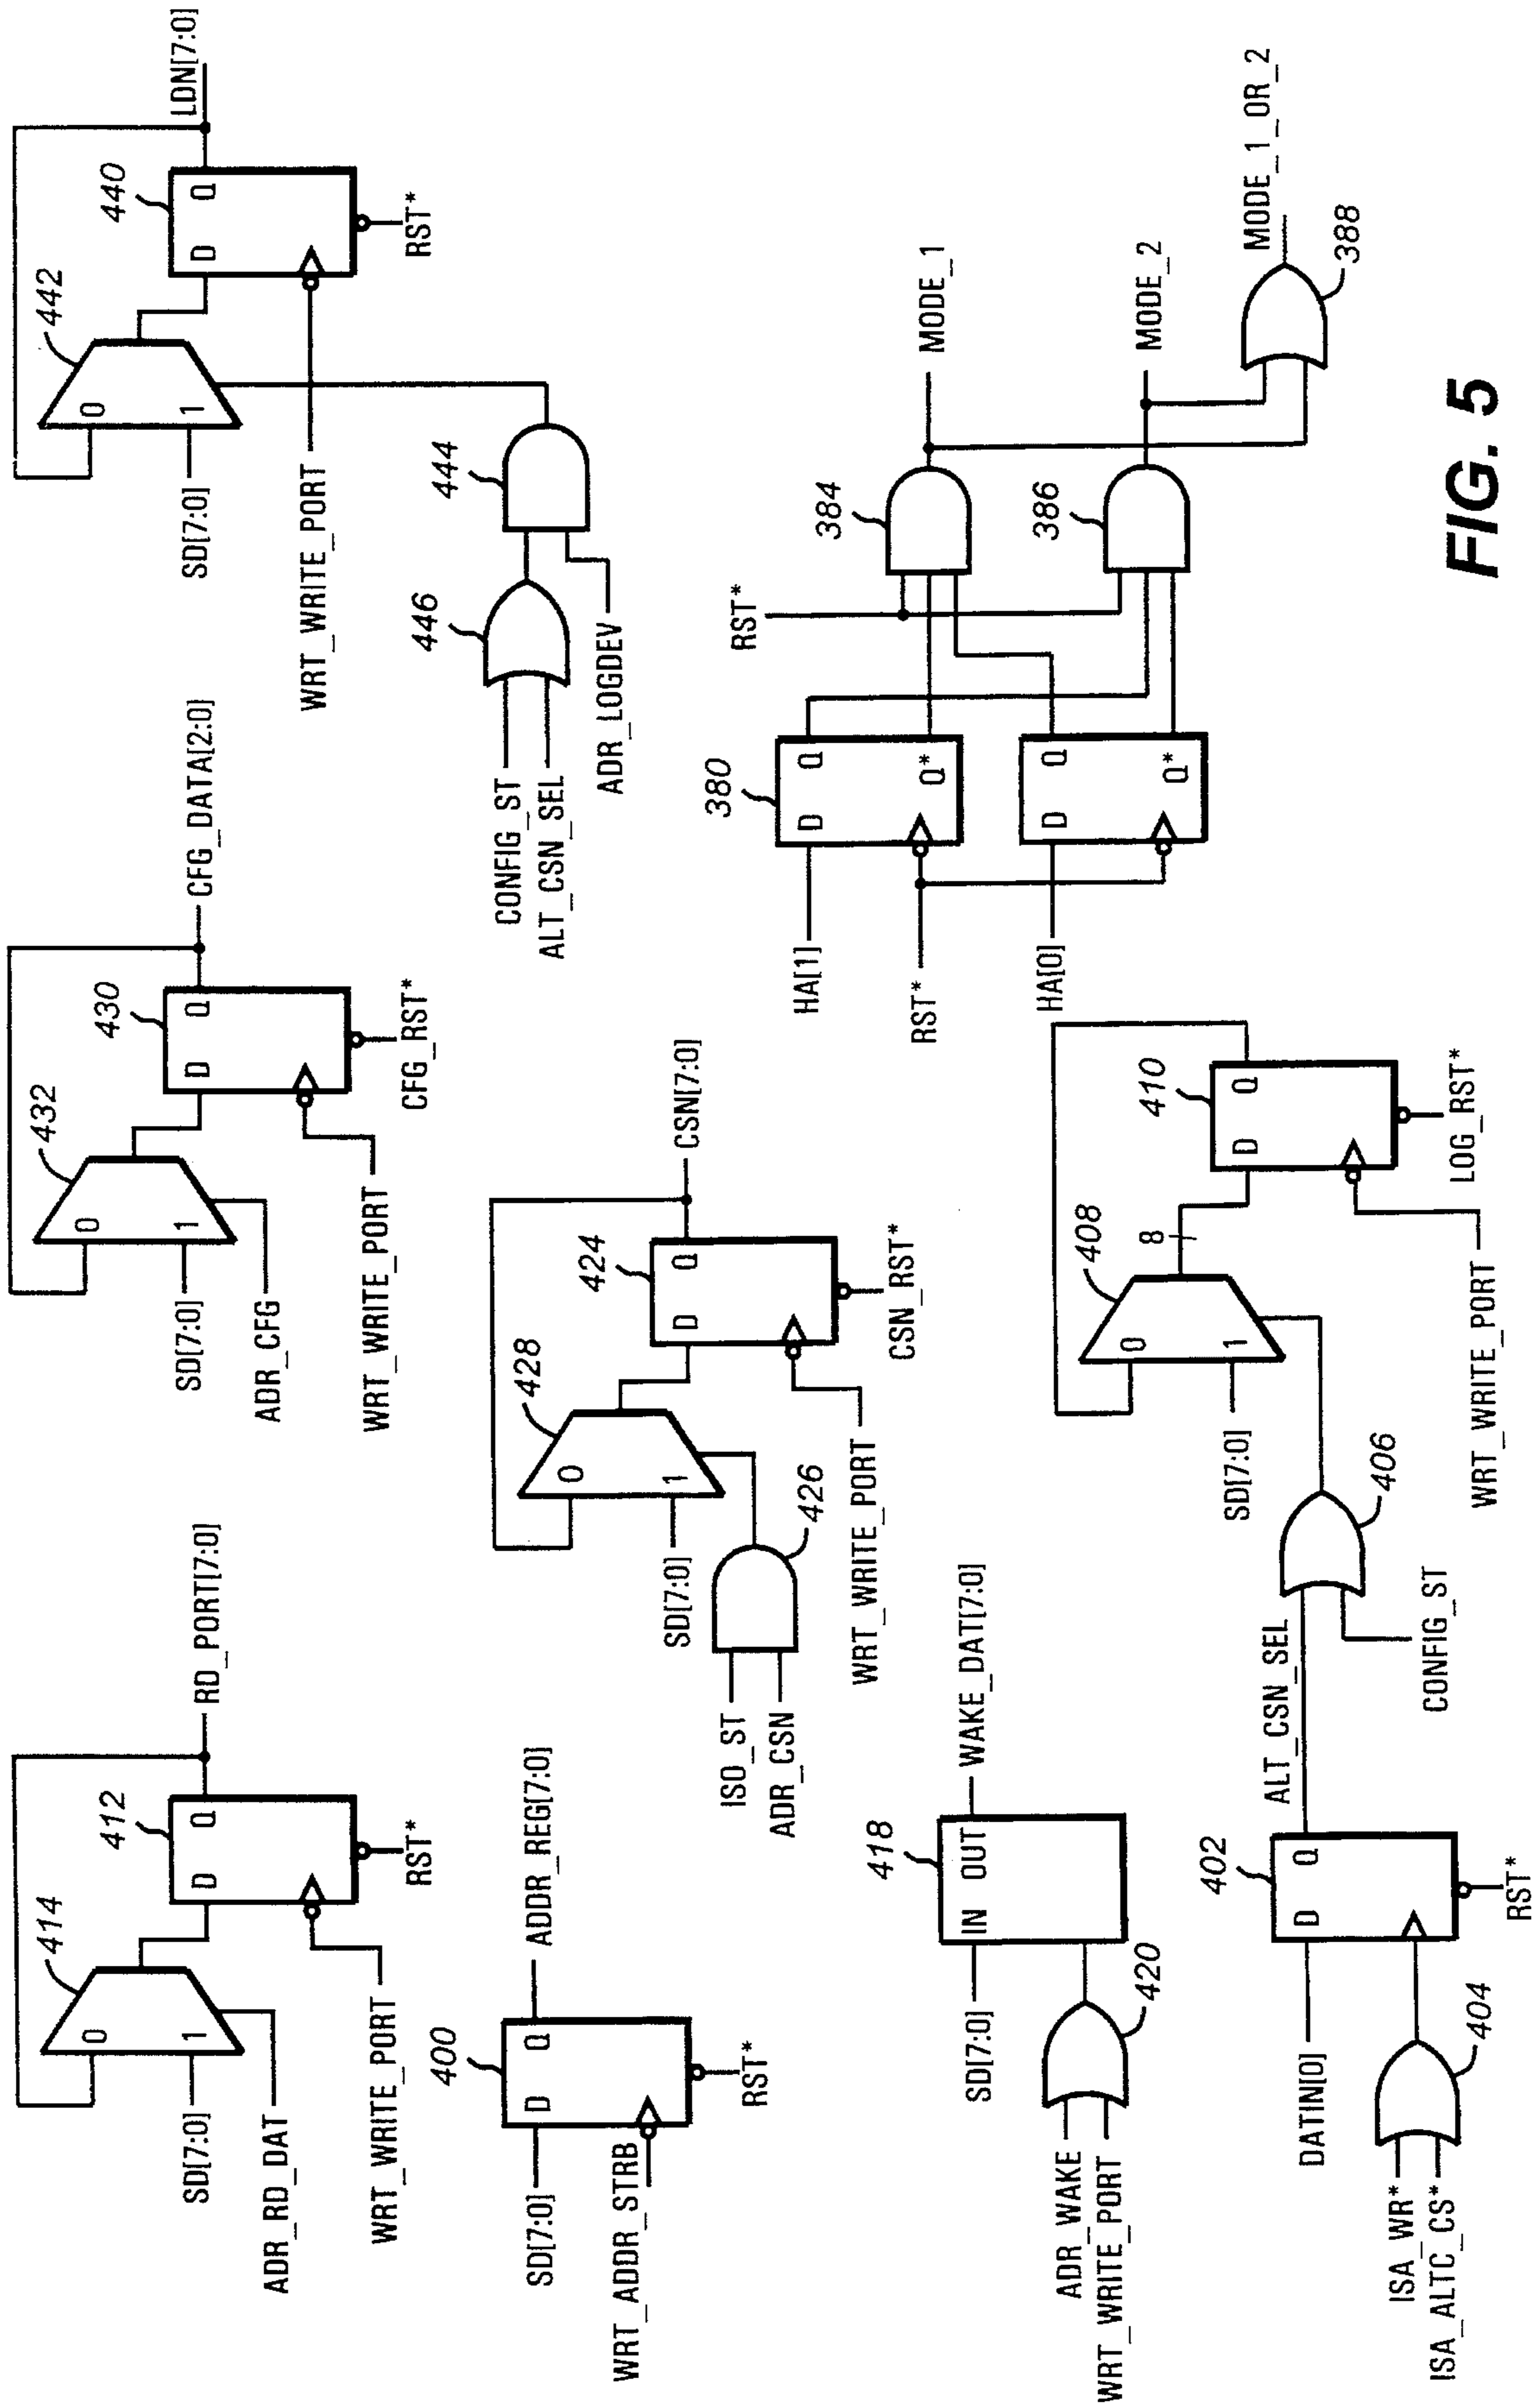 414
0
1
SD[7:0]
ADR_RD_DAT
WRT_WRITE_PORT
412
D
Q
RST*
RD_PORT[7:0]
432
0
1
SD[7:0]
ADR_CFG
WRT_WRITE_PORT
430
D
Q
CFG_RST*
CFG_DATA[2:0]
442
0
1
SD[7:0]
WRT_WRITE_PORT
440
D
Q
RST*
LDN[7:0]
446
444
CONFIG_ST
ALT_CSN_SEL
ADR_LOGDEV
400
D
Q
SD[7:0]
WRT_ADDR_STRB
RST*
ADDR_REG[7:0]
428
0
1
SD[7:0]
ISO_ST
ADR_CSN
426
WRT_WRITE_PORT
424
D
Q
CSN_RST*
CSN[7:0]
380
HA[1]
D
Q
Q*
RST*
HA[0]
D
Q
Q*
RST*
384
386
MODE_1
MODE_2
MODE_1_OR_2
388
418
SD[7:0]
IN
OUT
WAKE_DAT[7:0]
ADR_WAKE
WRT_WRITE_PORT
420
402
DATIN[0]
D
Q
RST*
ISA_WR*
ISA_ALTC_CS*
404
ALT_CSN_SEL
CONFIG_ST
406
408
0
1
SD[7:0]
8
WRT_WRITE_PORT
410
D
Q
LOG_RST*
FIG. 5